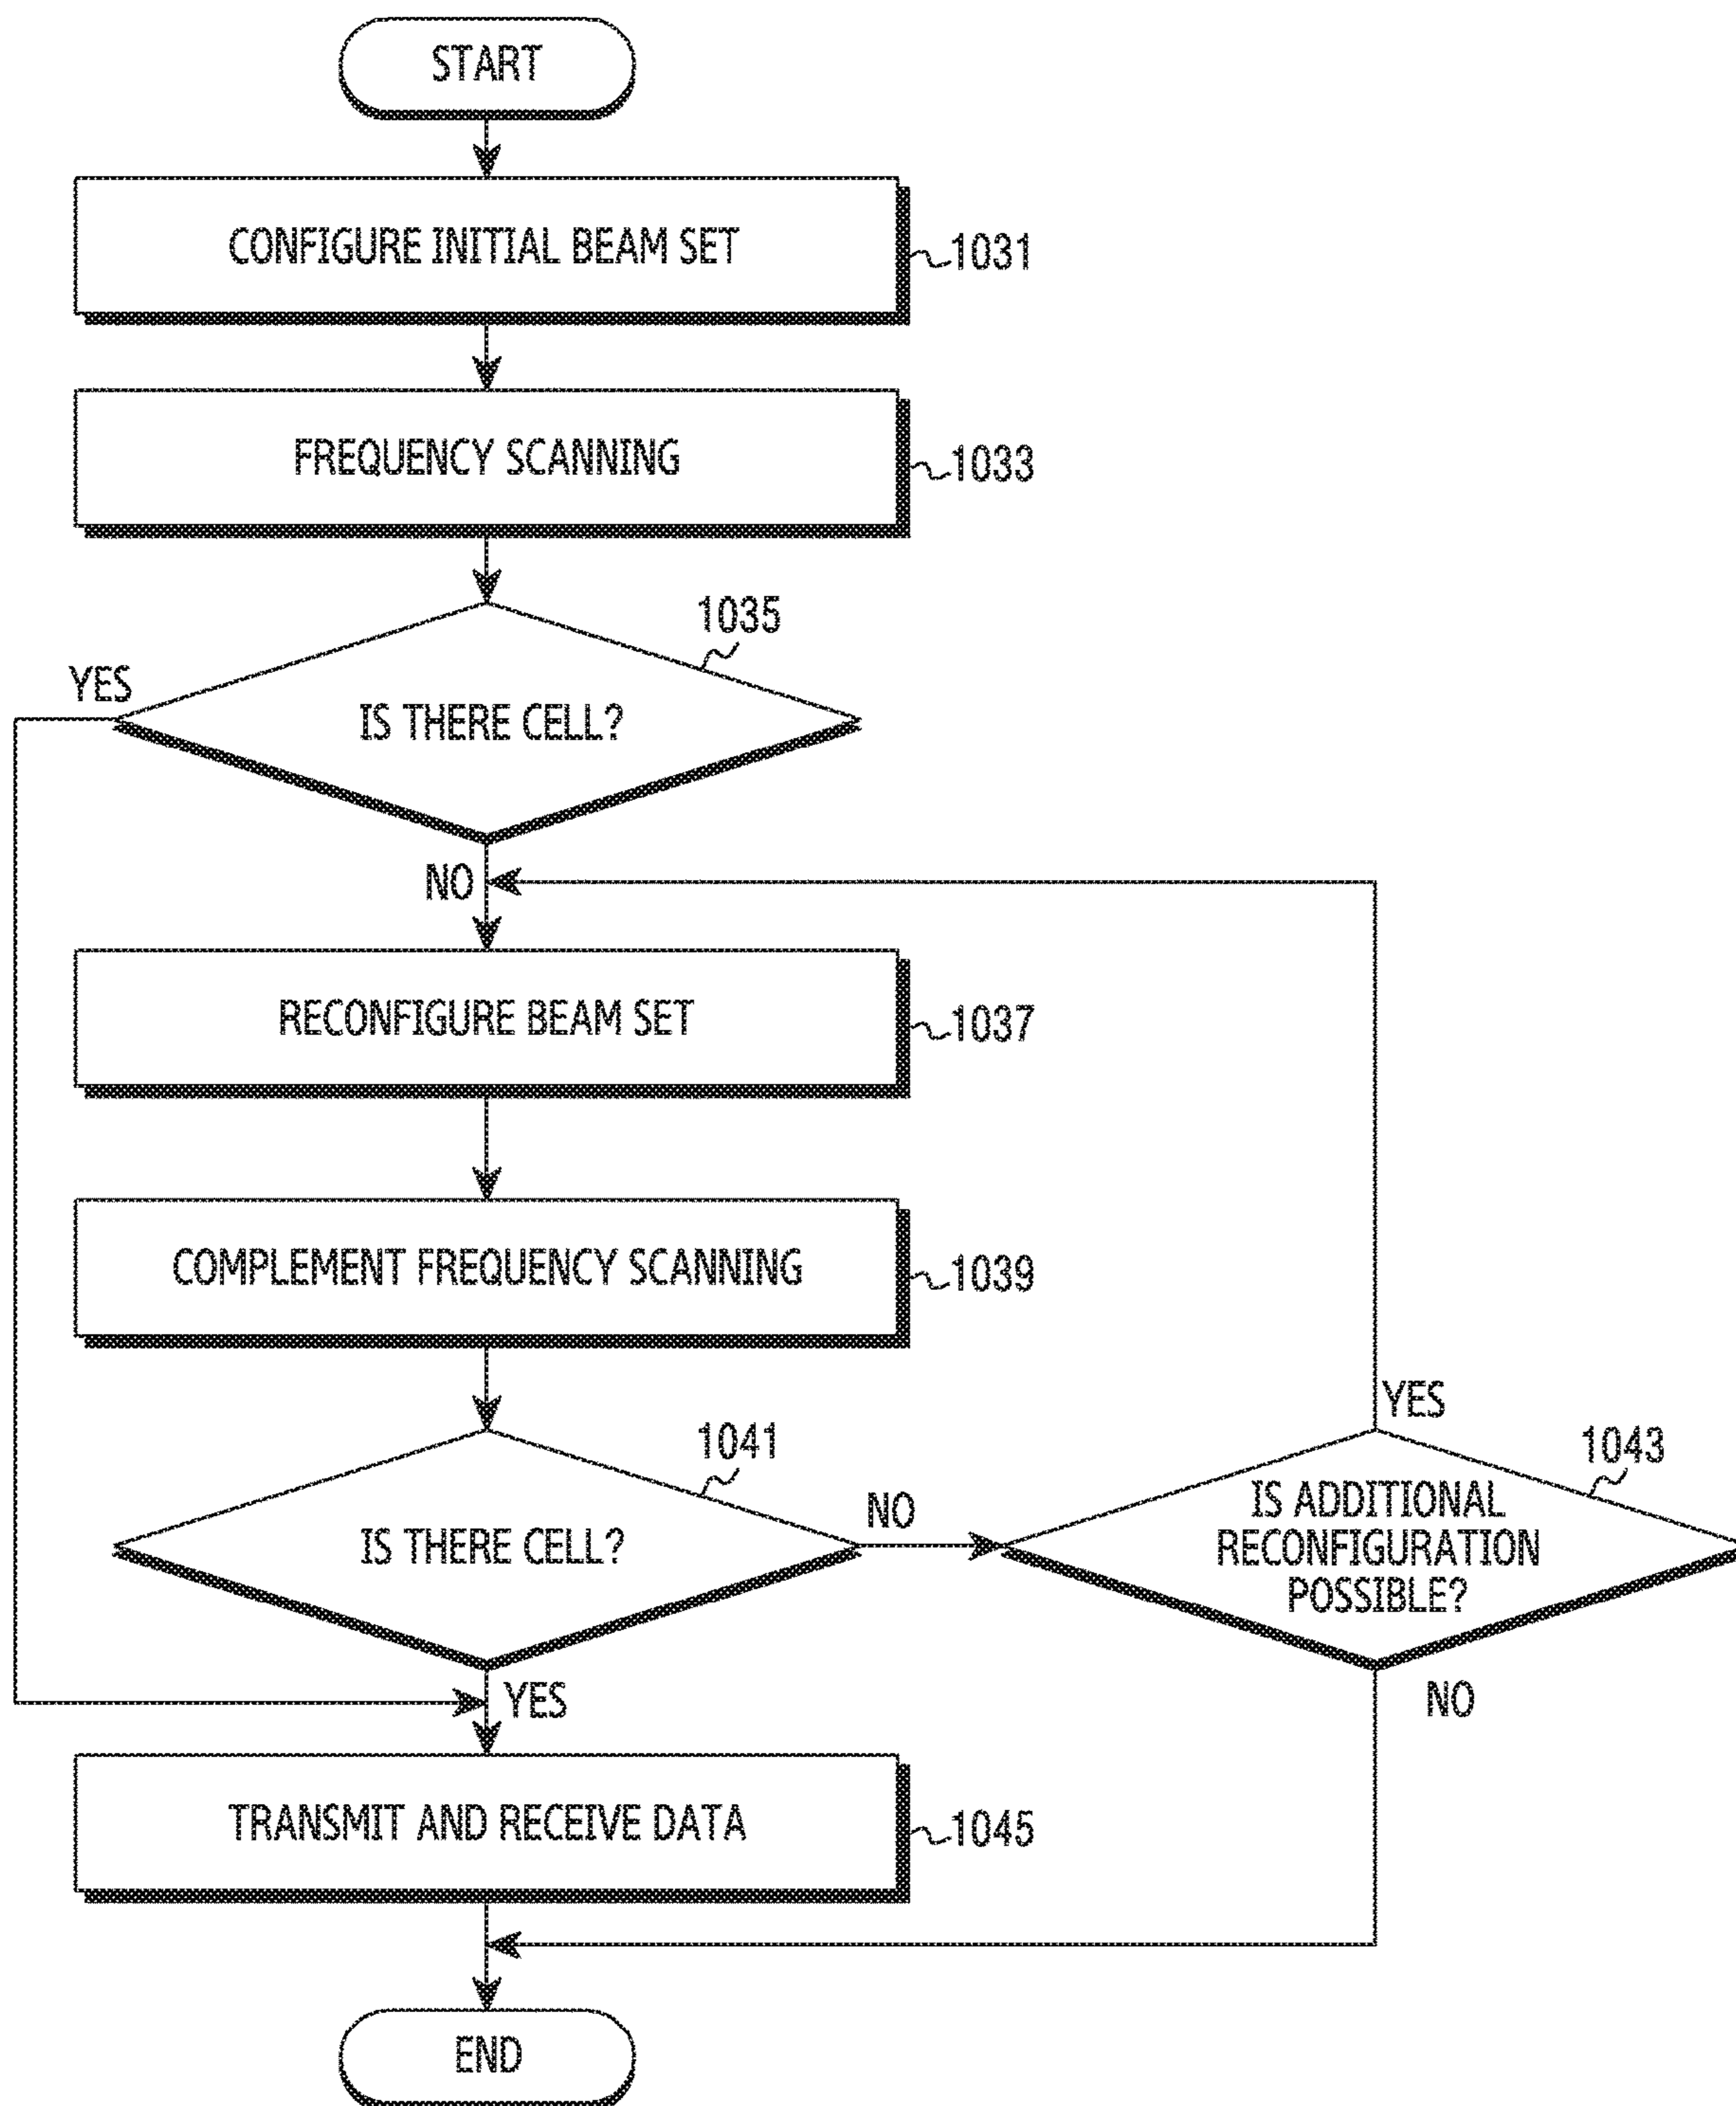 START
CONFIGURE INITIAL BEAM SET
1031
FREQUENCY SCANNING
1033
1035
YES
IS THERE CELL?
NO
RECONFIGURE BEAM SET
1037
COMPLEMENT FREQUENCY SCANNING
1039
1041
IS THERE CELL?
NO
YES
1043
IS ADDITIONAL
RECONFIGURATION
POSSIBLE?
YES
NO
TRANSMIT AND RECEIVE DATA
1045
END